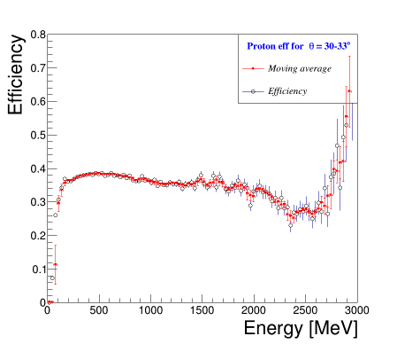 Proton eff for θ = 30-33°
Moving average
Efficiency
Efficiency
0.8
0.7
0.6
0.5
0.4
0.3
0.2
0.1
0
0 500 1000 1500 2000 2500 3000
Energy [MeV]